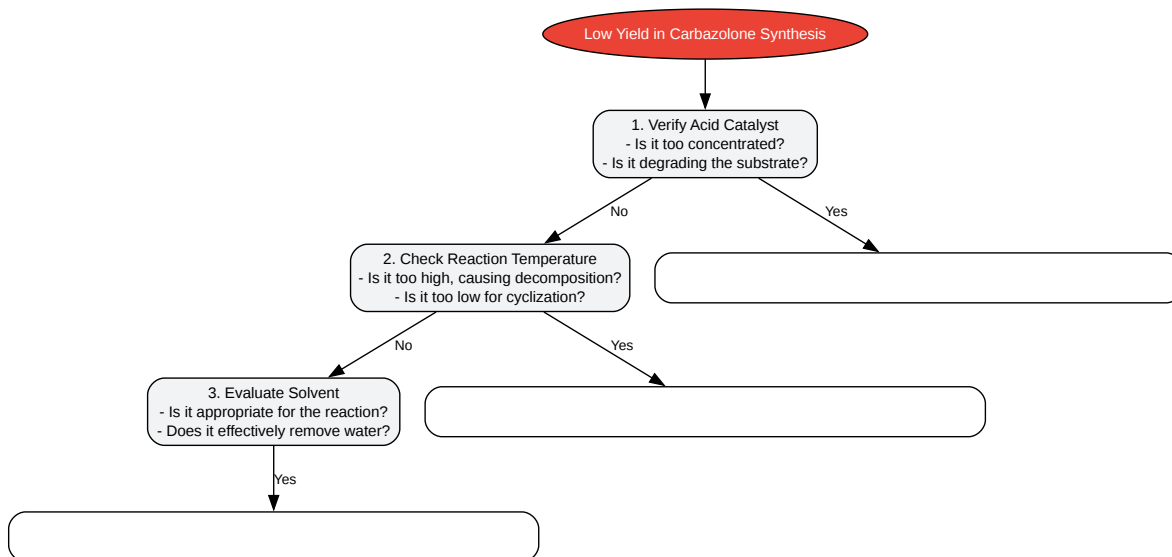 Low Yield in Carbazolone Synthesis
1. Verify Acid Catalyst
- Is it too concentrated?
- Is it degrading the substrate?
No
Yes
2. Check Reaction Temperature
- Is it too high, causing decomposition?
- Is it too low for cyclization?
No
Yes
3. Evaluate Solvent
- Is it appropriate for the reaction?
- Does it effectively remove water?
Yes